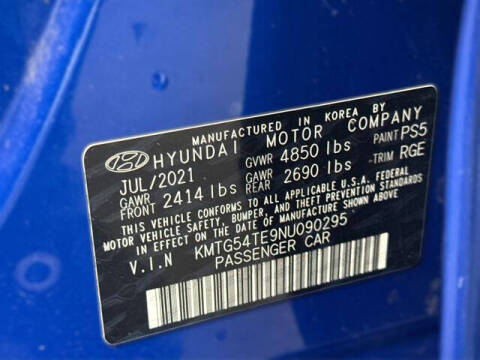 MANUFACTURED IN KOREA BY
HYUNDAI MOTOR COMPANY
JUL/2021 GVWR 4850 lbs PAINT PS5
GAWR FRONT 2414 lbs GAWR REAR 2690 lbs TRIM RGE
THIS VEHICLE CONFORMS TO ALL APPLICABLE U.S.A. FEDERAL
MOTOR VEHICLE SAFETY, BUMPER, AND THEFT PREVENTION STANDARDS
IN EFFECT ON THE DATE OF MANUFACTURE SHOWN ABOVE.
V.I.N KMTG54TE9NU090295
PASSENGER CAR